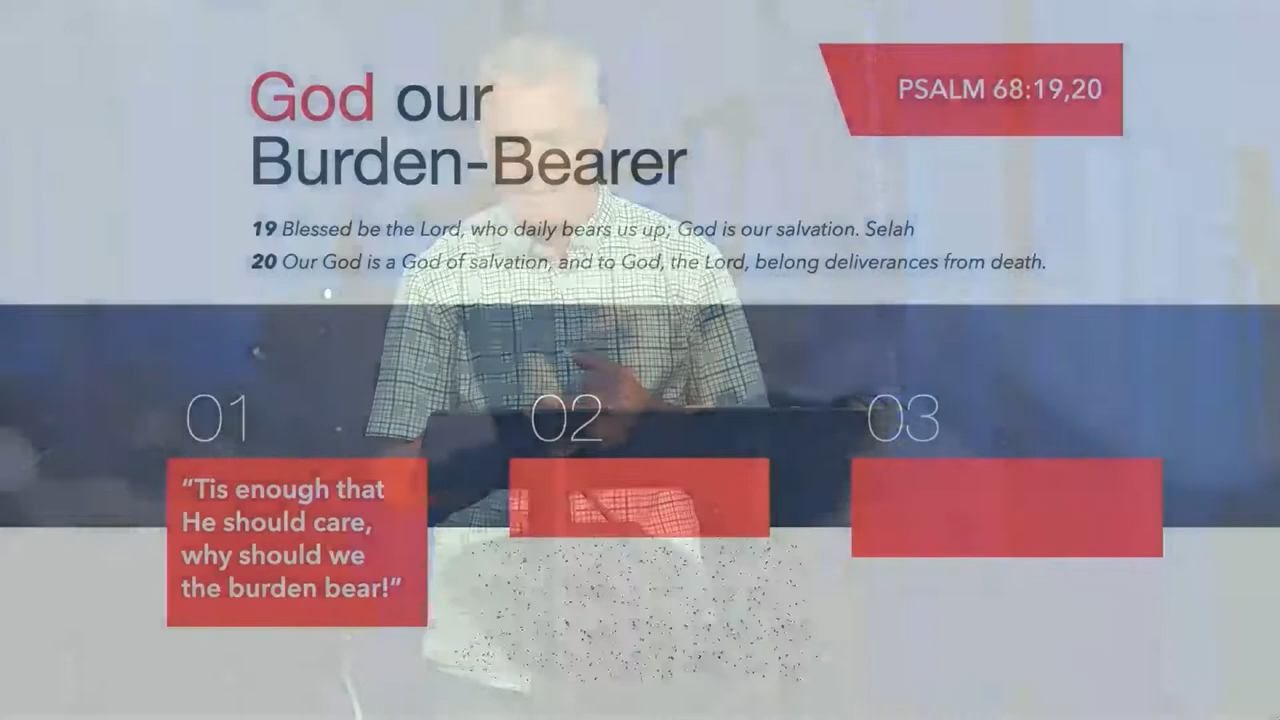 God our
Burden-Bearer
PSALM 68:19,20
19 Blessed be the Lord, who daily bears us up; God is our salvation. Selah
20 Our God is a God of salvation, and to God, the Lord, belong deliverances from death.
01
02
03
“Tis enough that
He should care,
why should we
the burden bear!”